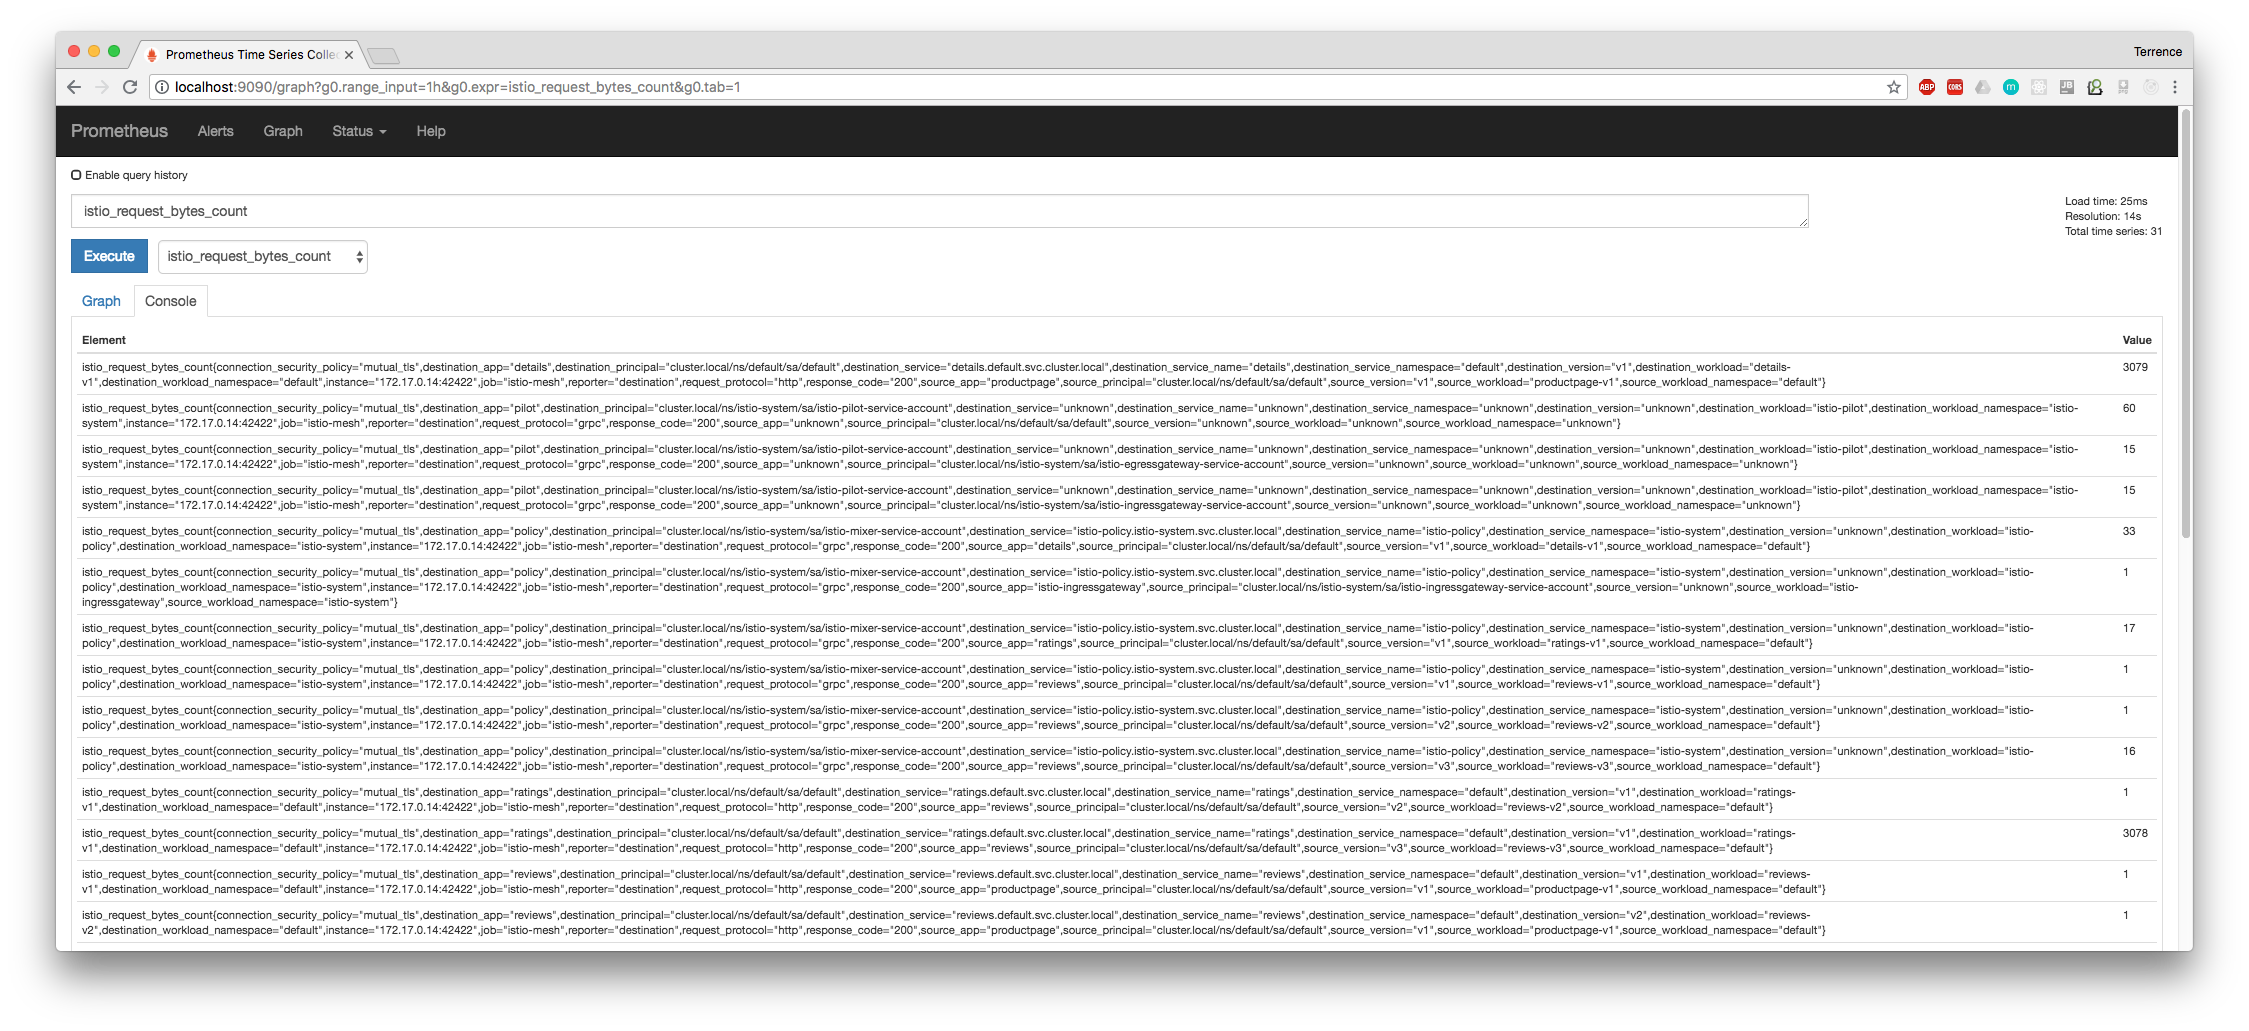 Prometheus Time Series Collec
Terrence
localhost:9090/graph?g0.range_input=1h&g0.expr=istio_request_bytes_count&g0.tab=1
ABP
CORS
m
JB
Prometheus Alerts Graph Status Help
Enable query history
istio_request_bytes_count
Load time: 25ms
Resolution: 14s
Total time series: 31
Execute istio_request_bytes_count
Graph Console
Element Value
istio_request_bytes_count{connection_security_policy="mutual_tls",destination_app="details",destination_principal="cluster.local/ns/default/sa/default",destination_service="details.default.svc.cluster.local",destination_service_name="details",destination_service_namespace="default",destination_version="v1",destination_workload="details- 3079
v1",destination_workload_namespace="default",instance="172.17.0.14:42422",job="istio-mesh",reporter="destination",request_protocol="http",response_code="200",source_app="productpage",source_principal="cluster.local/ns/default/sa/default",source_version="v1",source_workload="productpage-v1",source_workload_namespace="default"}
istio_request_bytes_count{connection_security_policy="mutual_tls",destination_app="pilot",destination_principal="cluster.local/ns/istio-system/sa/istio-pilot-service-account",destination_service="unknown",destination_service_name="unknown",destination_service_namespace="unknown",destination_version="unknown",destination_workload="istio-pilot",destination_workload_namespace="istio- 60
system",instance="172.17.0.14:42422",job="istio-mesh",reporter="destination",request_protocol="grpc",response_code="200",source_app="unknown",source_principal="cluster.local/ns/default/sa/default",source_version="unknown",source_workload="unknown",source_workload_namespace="unknown"}
istio_request_bytes_count{connection_security_policy="mutual_tls",destination_app="pilot",destination_principal="cluster.local/ns/istio-system/sa/istio-pilot-service-account",destination_service="unknown",destination_service_name="unknown",destination_service_namespace="unknown",destination_version="unknown",destination_workload="istio-pilot",destination_workload_namespace="istio- 15
system",instance="172.17.0.14:42422",job="istio-mesh",reporter="destination",request_protocol="grpc",response_code="200",source_app="unknown",source_principal="cluster.local/ns/istio-system/sa/istio-egressgateway-service-account",source_version="unknown",source_workload="unknown",source_workload_namespace="unknown"}
istio_request_bytes_count{connection_security_policy="mutual_tls",destination_app="pilot",destination_principal="cluster.local/ns/istio-system/sa/istio-pilot-service-account",destination_service="unknown",destination_service_name="unknown",destination_service_namespace="unknown",destination_version="unknown",destination_workload="istio-pilot",destination_workload_namespace="istio- 15
system",instance="172.17.0.14:42422",job="istio-mesh",reporter="destination",request_protocol="grpc",response_code="200",source_app="unknown",source_principal="cluster.local/ns/istio-system/sa/istio-ingressgateway-service-account",source_version="unknown",source_workload="unknown",source_workload_namespace="unknown"}
istio_request_bytes_count{connection_security_policy="mutual_tls",destination_app="policy",destination_principal="cluster.local/ns/istio-system/sa/istio-mixer-service-account",destination_service="istio-policy.istio-system.svc.cluster.local",destination_service_name="istio-policy",destination_service_namespace="istio-system",destination_version="unknown",destination_workload="istio- 33
policy",destination_workload_namespace="istio-system",instance="172.17.0.14:42422",job="istio-mesh",reporter="destination",request_protocol="grpc",response_code="200",source_app="details",source_principal="cluster.local/ns/default/sa/default",source_version="v1",source_workload="details-v1",source_workload_namespace="default"}
istio_request_bytes_count{connection_security_policy="mutual_tls",destination_app="policy",destination_principal="cluster.local/ns/istio-system/sa/istio-mixer-service-account",destination_service="istio-policy.istio-system.svc.cluster.local",destination_service_name="istio-policy",destination_service_namespace="istio-system",destination_version="unknown",destination_workload="istio- 1
policy",destination_workload_namespace="istio-system",instance="172.17.0.14:42422",job="istio-mesh",reporter="destination",request_protocol="grpc",response_code="200",source_app="istio-ingressgateway",source_principal="cluster.local/ns/istio-system/sa/istio-ingressgateway-service-account",source_version="unknown",source_workload="istio-
ingressgateway",source_workload_namespace="istio-system"}
istio_request_bytes_count{connection_security_policy="mutual_tls",destination_app="policy",destination_principal="cluster.local/ns/istio-system/sa/istio-mixer-service-account",destination_service="istio-policy.istio-system.svc.cluster.local",destination_service_name="istio-policy",destination_service_namespace="istio-system",destination_version="unknown",destination_workload="istio- 17
policy",destination_workload_namespace="istio-system",instance="172.17.0.14:42422",job="istio-mesh",reporter="destination",request_protocol="grpc",response_code="200",source_app="ratings",source_principal="cluster.local/ns/default/sa/default",source_version="v1",source_workload="ratings-v1",source_workload_namespace="default"}
istio_request_bytes_count{connection_security_policy="mutual_tls",destination_app="policy",destination_principal="cluster.local/ns/istio-system/sa/istio-mixer-service-account",destination_service="istio-policy.istio-system.svc.cluster.local",destination_service_name="istio-policy",destination_service_namespace="istio-system",destination_version="unknown",destination_workload="istio- 1
policy",destination_workload_namespace="istio-system",instance="172.17.0.14:42422",job="istio-mesh",reporter="destination",request_protocol="grpc",response_code="200",source_app="reviews",source_principal="cluster.local/ns/default/sa/default",source_version="v1",source_workload="reviews-v1",source_workload_namespace="default"}
istio_request_bytes_count{connection_security_policy="mutual_tls",destination_app="policy",destination_principal="cluster.local/ns/istio-system/sa/istio-mixer-service-account",destination_service="istio-policy.istio-system.svc.cluster.local",destination_service_name="istio-policy",destination_service_namespace="istio-system",destination_version="unknown",destination_workload="istio- 1
policy",destination_workload_namespace="istio-system",instance="172.17.0.14:42422",job="istio-mesh",reporter="destination",request_protocol="grpc",response_code="200",source_app="reviews",source_principal="cluster.local/ns/default/sa/default",source_version="v2",source_workload="reviews-v2",source_workload_namespace="default"}
istio_request_bytes_count{connection_security_policy="mutual_tls",destination_app="policy",destination_principal="cluster.local/ns/istio-system/sa/istio-mixer-service-account",destination_service="istio-policy.istio-system.svc.cluster.local",destination_service_name="istio-policy",destination_service_namespace="istio-system",destination_version="unknown",destination_workload="istio- 16
policy",destination_workload_namespace="istio-system",instance="172.17.0.14:42422",job="istio-mesh",reporter="destination",request_protocol="grpc",response_code="200",source_app="reviews",source_principal="cluster.local/ns/default/sa/default",source_version="v3",source_workload="reviews-v3",source_workload_namespace="default"}
istio_request_bytes_count{connection_security_policy="mutual_tls",destination_app="ratings",destination_principal="cluster.local/ns/default/sa/default",destination_service="ratings.default.svc.cluster.local",destination_service_name="ratings",destination_service_namespace="default",destination_version="v1",destination_workload="ratings- 1
v1",destination_workload_namespace="default",instance="172.17.0.14:42422",job="istio-mesh",reporter="destination",request_protocol="http",response_code="200",source_app="reviews",source_principal="cluster.local/ns/default/sa/default",source_version="v2",source_workload="reviews-v2",source_workload_namespace="default"}
istio_request_bytes_count{connection_security_policy="mutual_tls",destination_app="ratings",destination_principal="cluster.local/ns/default/sa/default",destination_service="ratings.default.svc.cluster.local",destination_service_name="ratings",destination_service_namespace="default",destination_version="v1",destination_workload="ratings- 3078
v1",destination_workload_namespace="default",instance="172.17.0.14:42422",job="istio-mesh",reporter="destination",request_protocol="http",response_code="200",source_app="reviews",source_principal="cluster.local/ns/default/sa/default",source_version="v3",source_workload="reviews-v3",source_workload_namespace="default"}
istio_request_bytes_count{connection_security_policy="mutual_tls",destination_app="reviews",destination_principal="cluster.local/ns/default/sa/default",destination_service="reviews.default.svc.cluster.local",destination_service_name="reviews",destination_service_namespace="default",destination_version="v1",destination_workload="reviews- 1
v1",destination_workload_namespace="default",instance="172.17.0.14:42422",job="istio-mesh",reporter="destination",request_protocol="http",response_code="200",source_app="productpage",source_principal="cluster.local/ns/default/sa/default",source_version="v1",source_workload="productpage-v1",source_workload_namespace="default"}
istio_request_bytes_count{connection_security_policy="mutual_tls",destination_app="reviews",destination_principal="cluster.local/ns/default/sa/default",destination_service="reviews.default.svc.cluster.local",destination_service_name="reviews",destination_service_namespace="default",destination_version="v2",destination_workload="reviews- 1
v2",destination_workload_namespace="default",instance="172.17.0.14:42422",job="istio-mesh",reporter="destination",request_protocol="http",response_code="200",source_app="productpage",source_principal="cluster.local/ns/default/sa/default",source_version="v1",source_workload="productpage-v1",source_workload_namespace="default"}